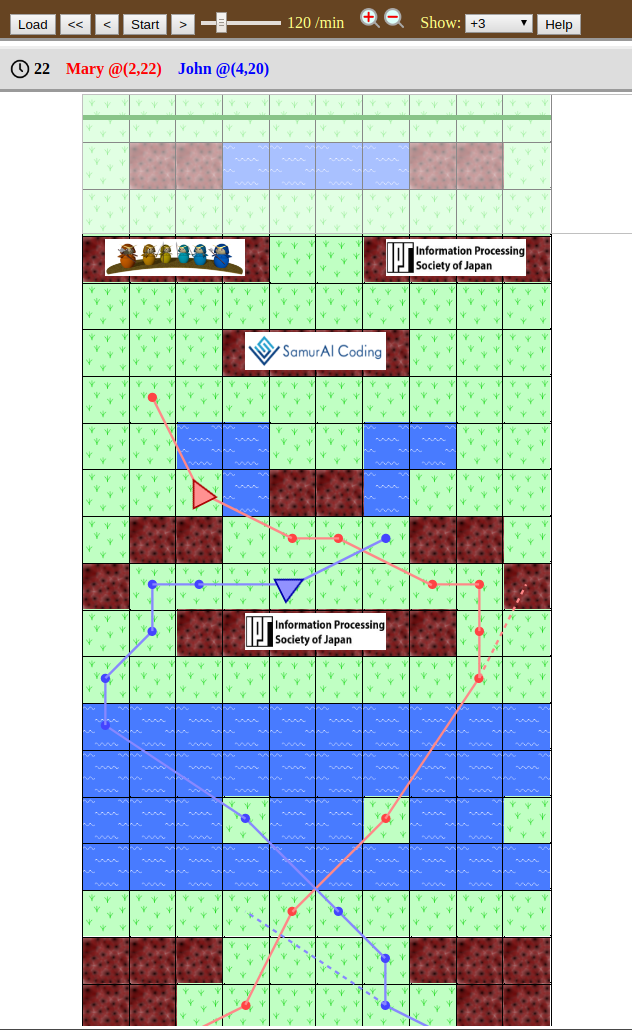 Load << < Start > 120 /min Show: +3 Help
22 Mary @(2,22) John @(4,20)
Information Processing
Society of Japan
SamurAI Coding
Information Processing
Society of Japan